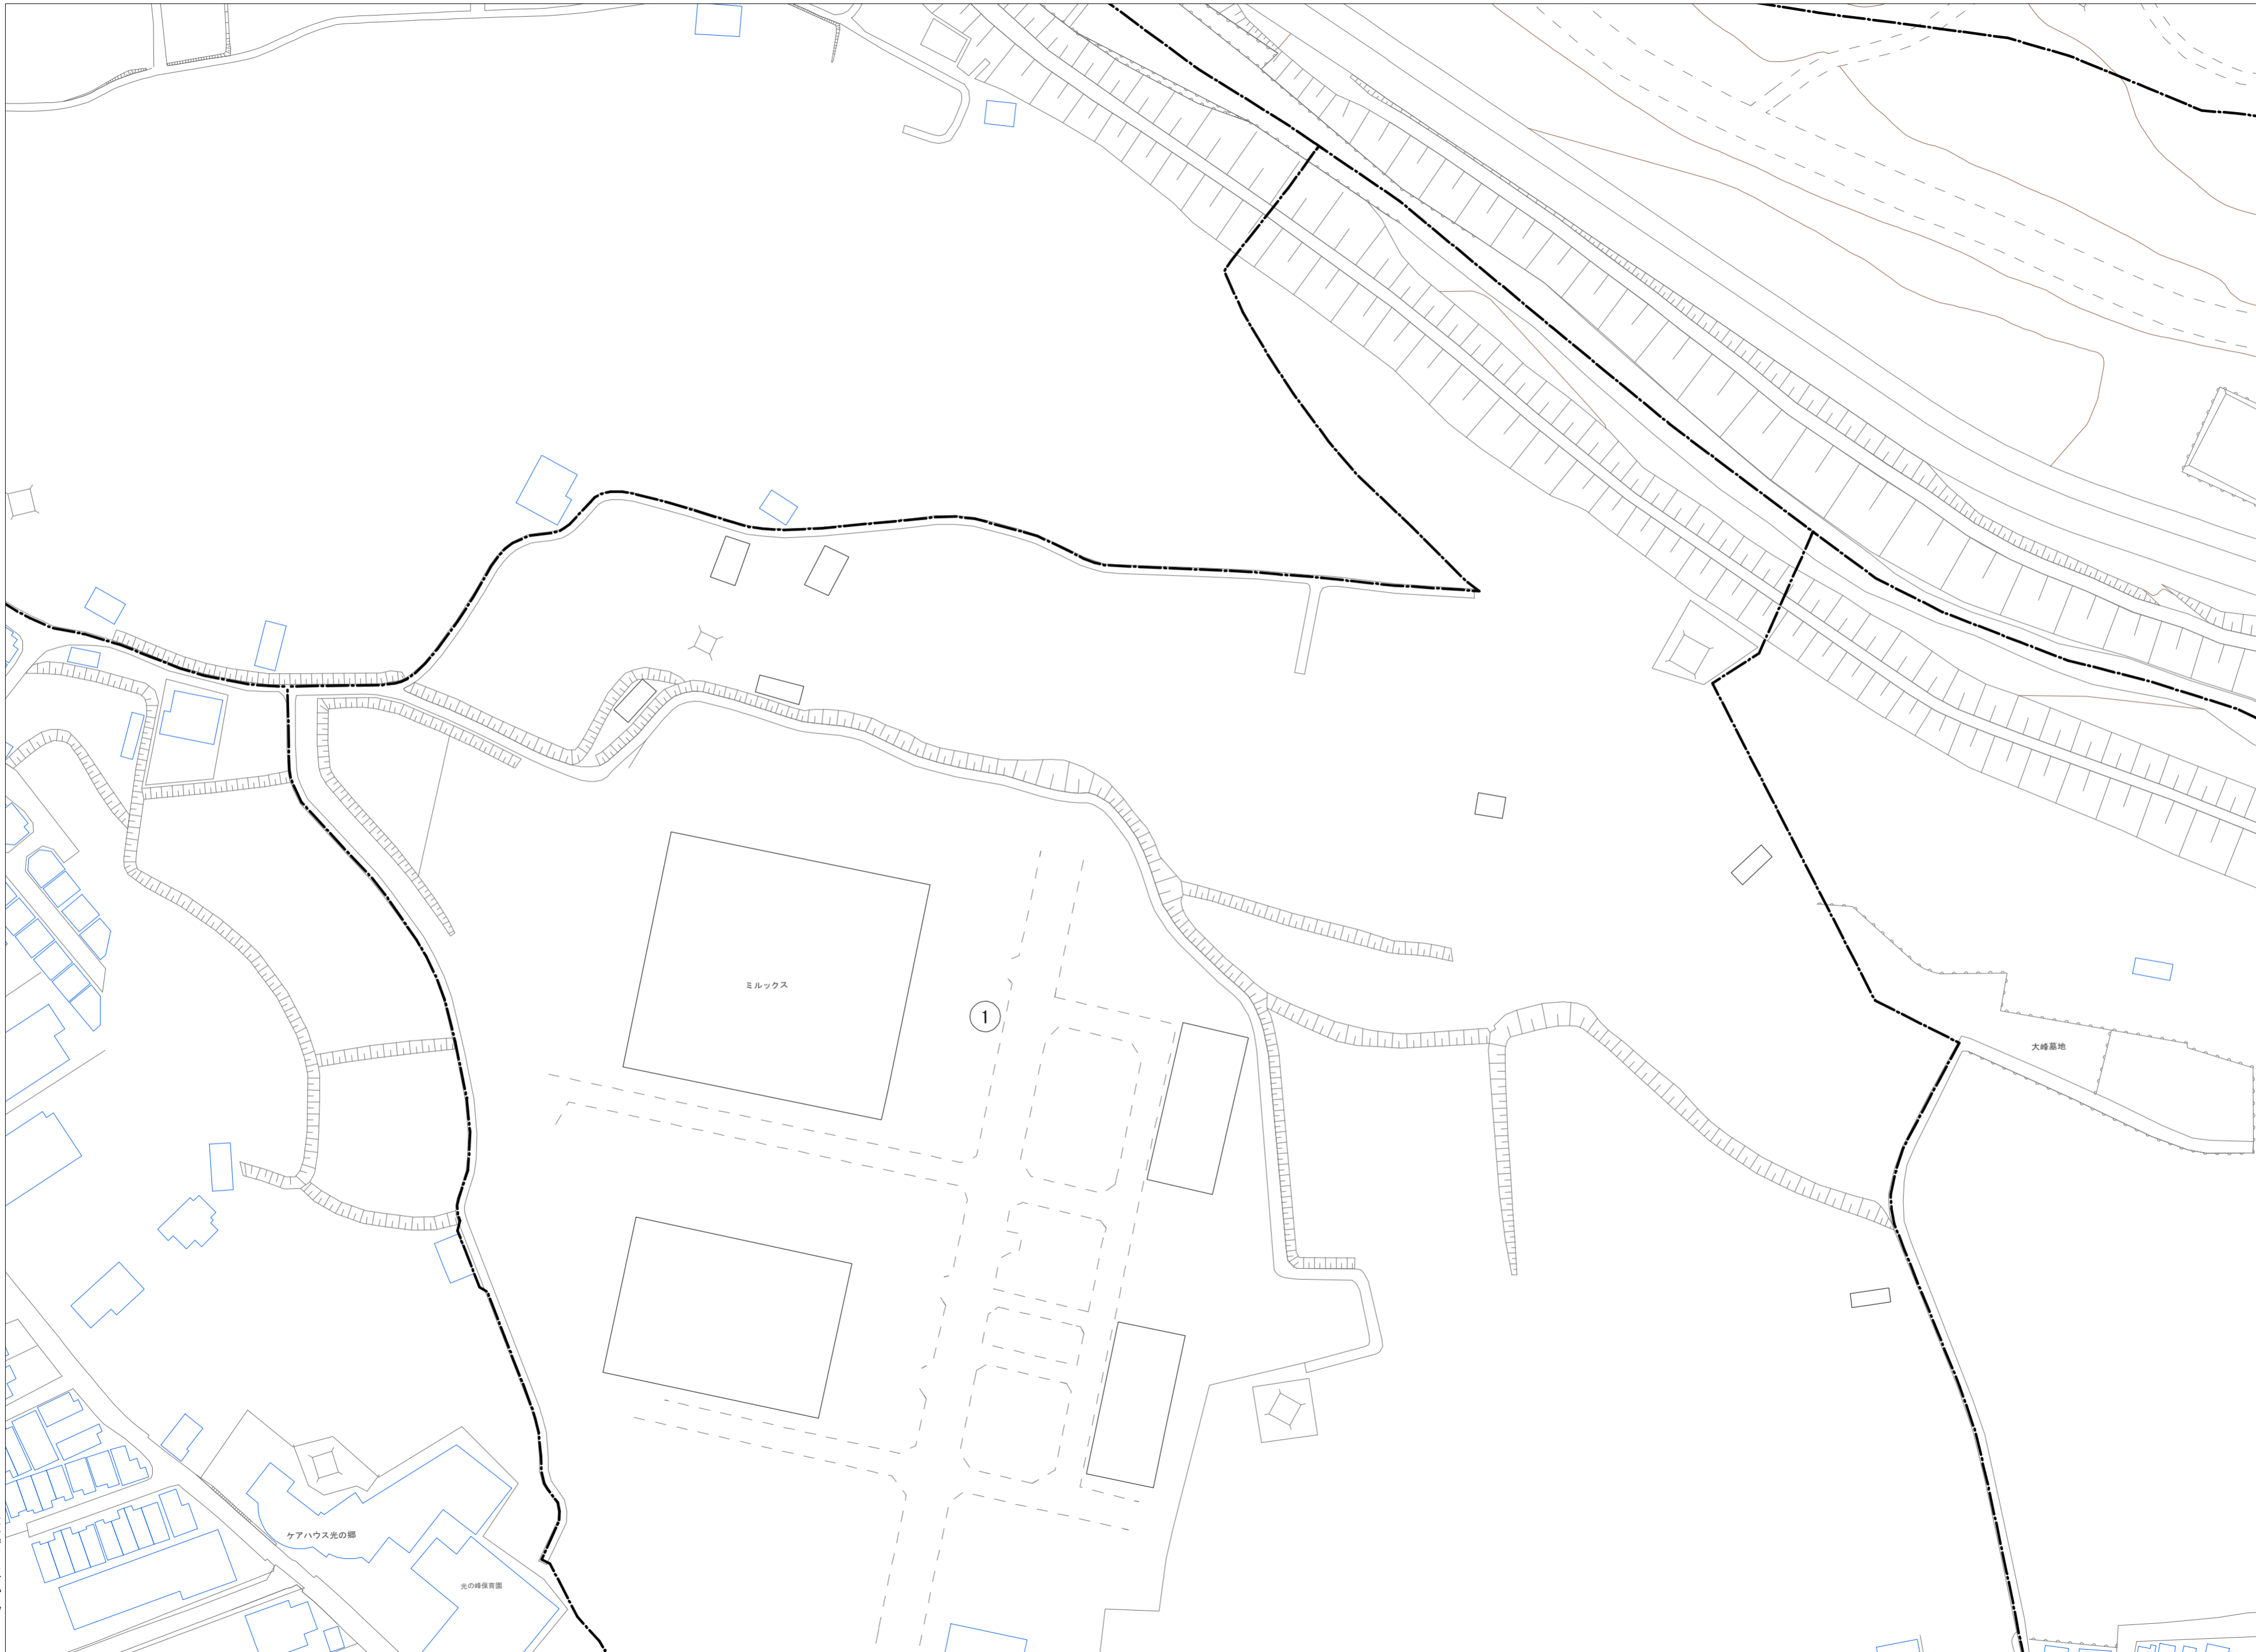 ミルックス
1
大峰墓地
ケアハウス光の郷
光の峰保育園